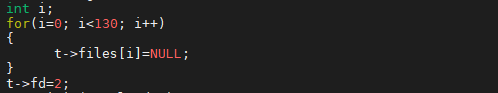 int i;
for(i=0; i<130; i++)
{
      t->files[i]=NULL;
}
t->fd=2;